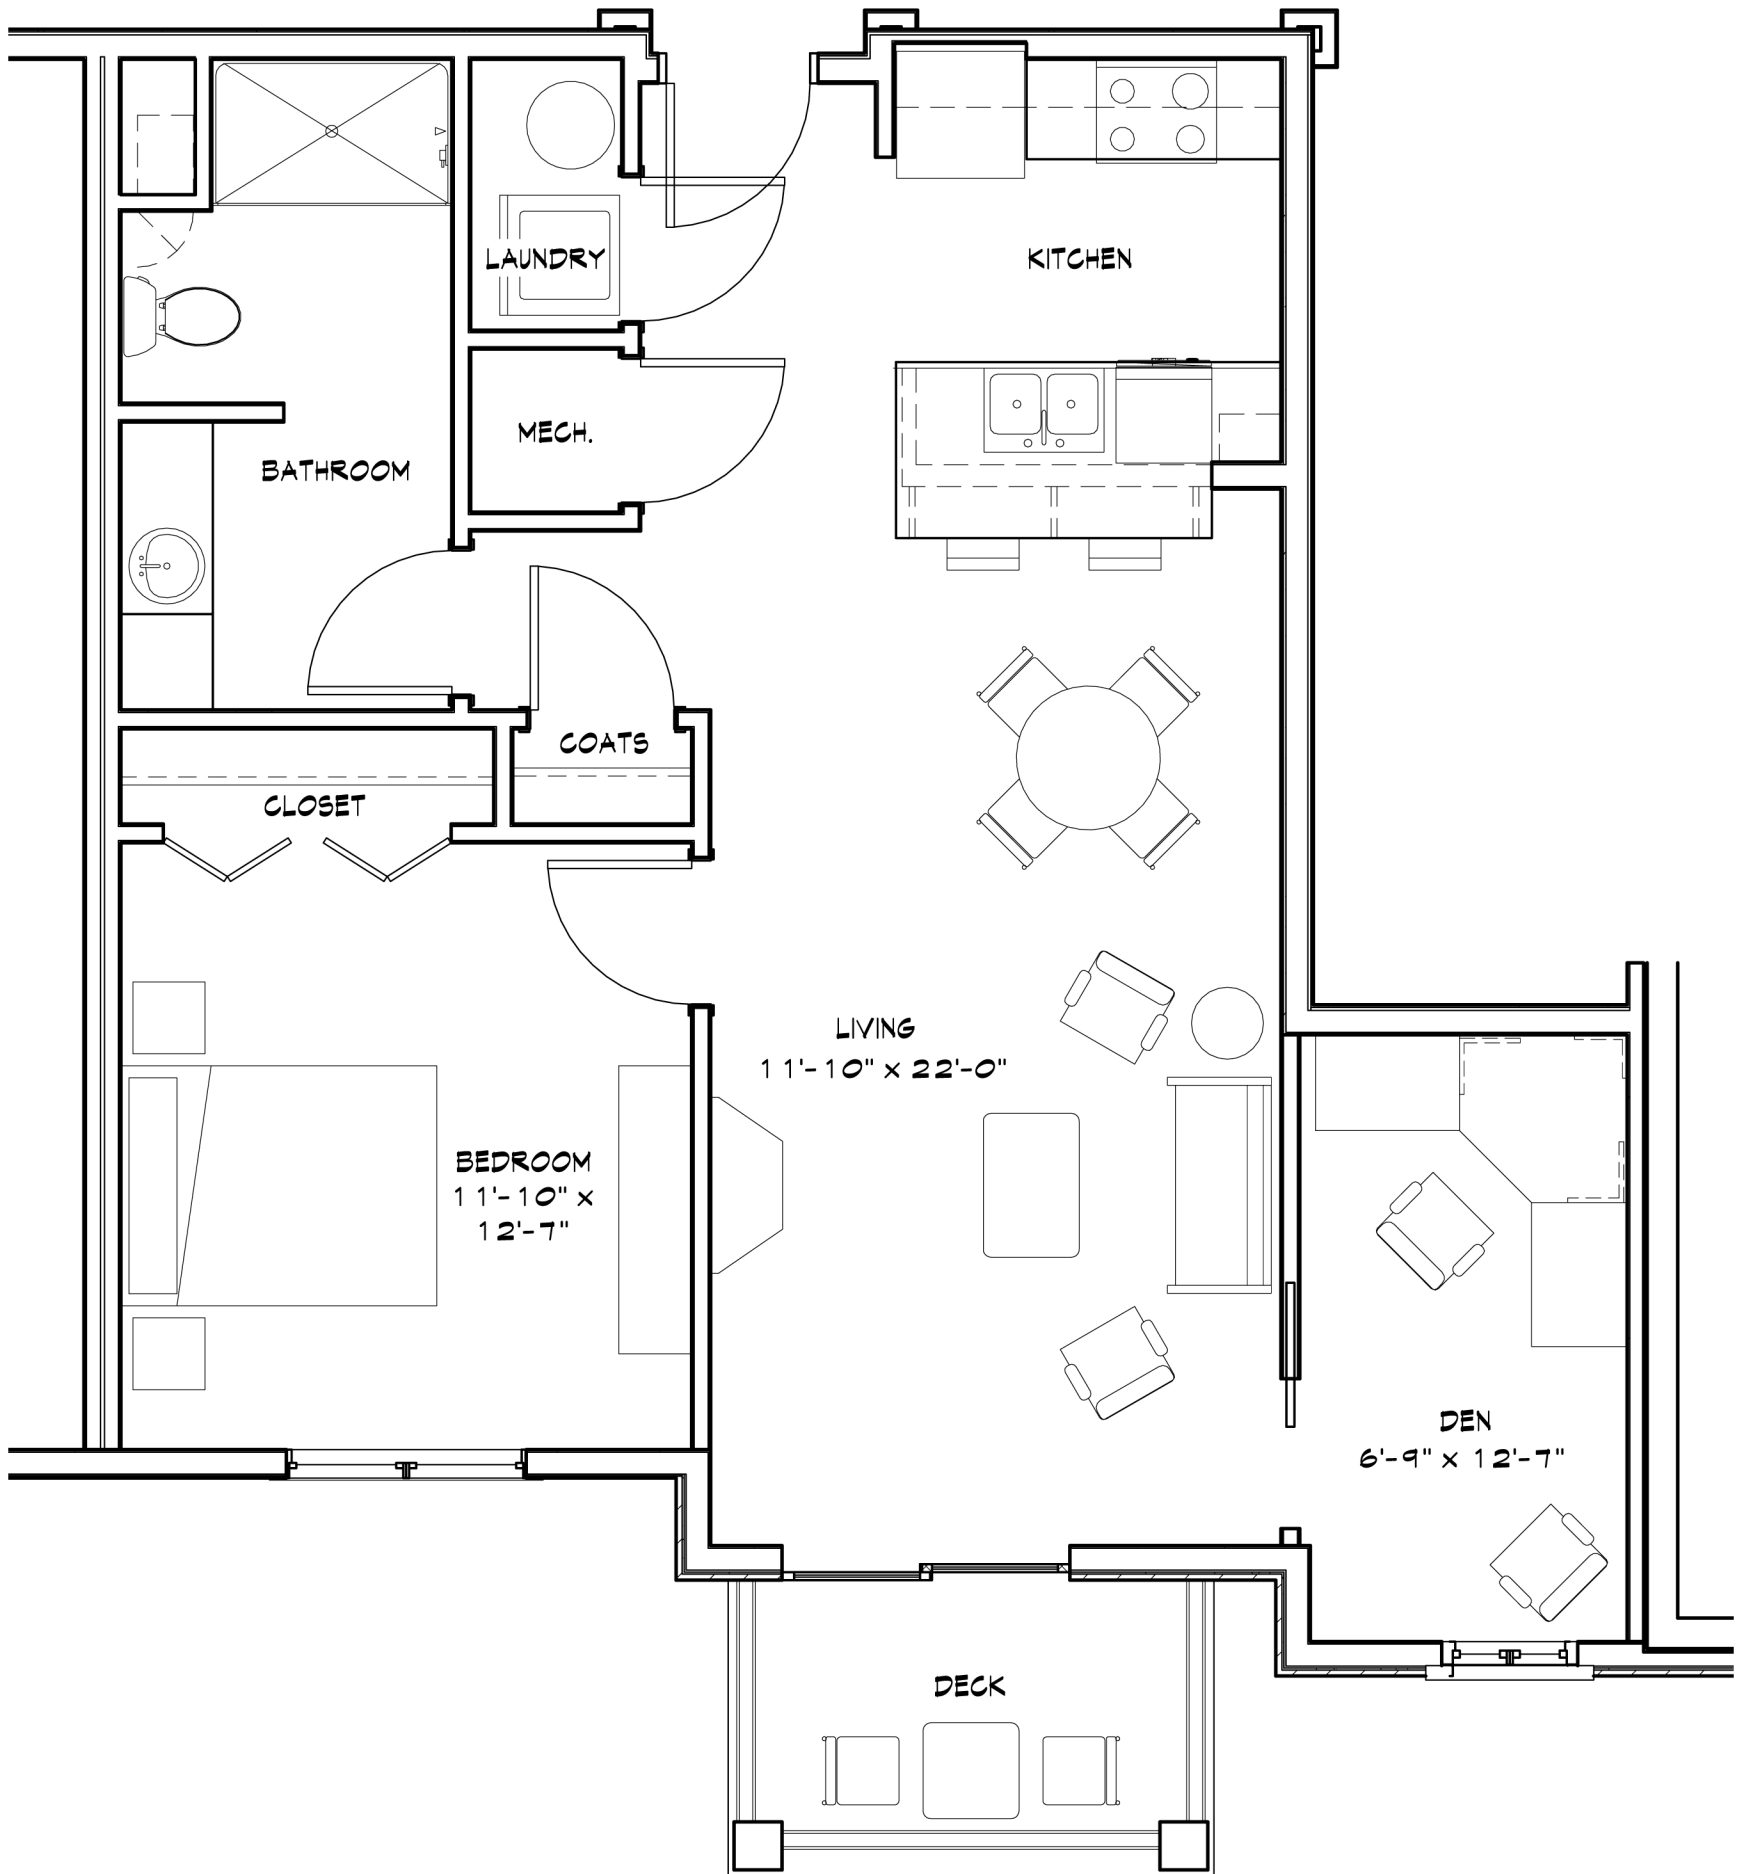 LAUNDRY
KITCHEN
MECH.
BATHROOM
COATS
CLOSET
LIVING
11'-10" x 22'-0"
BEDROOM
11'-10" x
12'-7"
DEN
6'-9" x 12'-7"
DECK